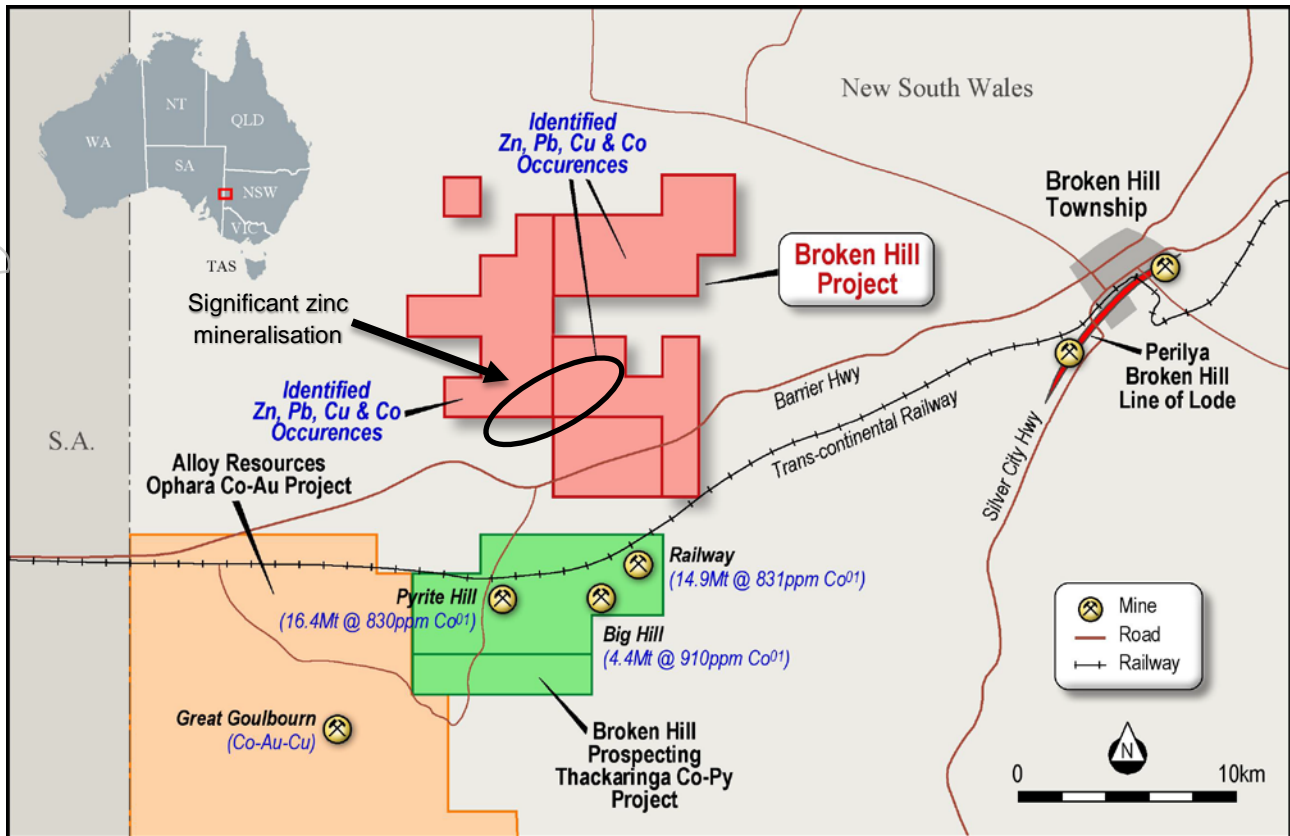 New South Wales
NT
QLD
WA
SA
NSW
VIC
TAS
Identified
Zn, Pb, Cu & Co
Occurences
Broken Hill
Township
Broken Hill
Project
Significant zinc
mineralisation
Perilya
Broken Hill
Line of Lode
Identified
Zn, Pb, Cu & Co
Occurences
Barrier Hwy
Trans-continental Railway
Silver City Hwy
S.A.
Alloy Resources
Ophara Co-Au Project
Railway
(14.9Mt @ 831ppm Co01)
Pyrite Hill
(16.4Mt @ 830ppm Co01)
Big Hill
(4.4Mt @ 910ppm Co01)
Great Goulbourn
(Co-Au-Cu)
Broken Hill
Prospecting
Thackaringa Co-Py
Project
Mine
Road
Railway
N
0 10km